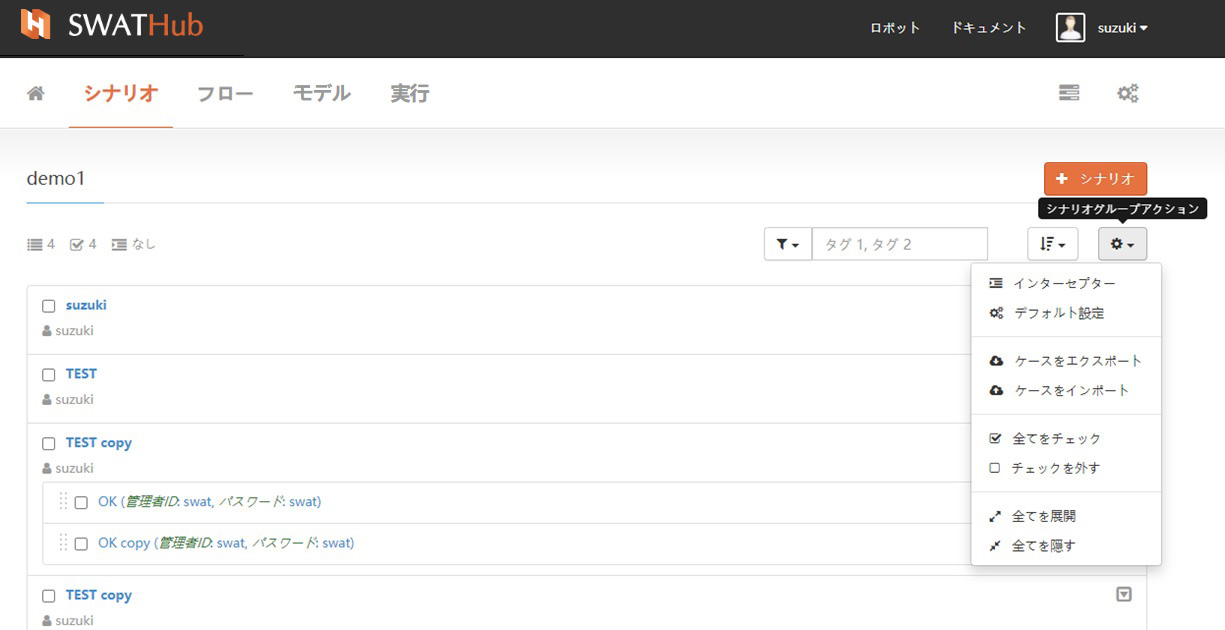 SWATHub
ロボット ドキュメント suzuki
シナリオ フロー モデル 実行
demo1
シナリオ
シナリオグループアクション
4 4 なし
タグ 1, タグ 2
インターセプター
デフォルト設定
ケースをエクスポート
ケースをインポート
全てをチェック
チェックを外す
全てを展開
全てを隠す
suzuki
suzuki
TEST
suzuki
TEST copy
suzuki
OK (管理者ID: swat, パスワード: swat)
OK copy (管理者ID: swat, パスワード: swat)
TEST copy
suzuki